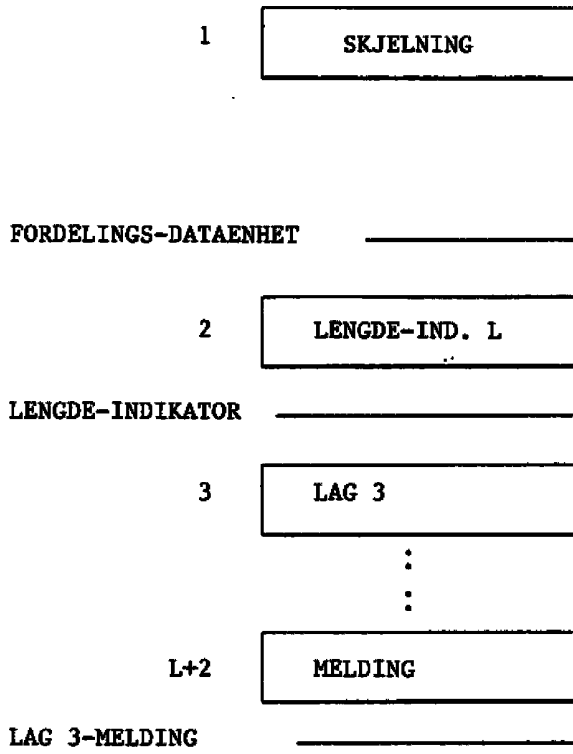 1 SKJELNING
FORDELINGS-DATAENHET
2 LENGDE-IND. L
LENGDE-INDIKATOR
3 LAG 3
L+2 MELDING
LAG 3-MELDING